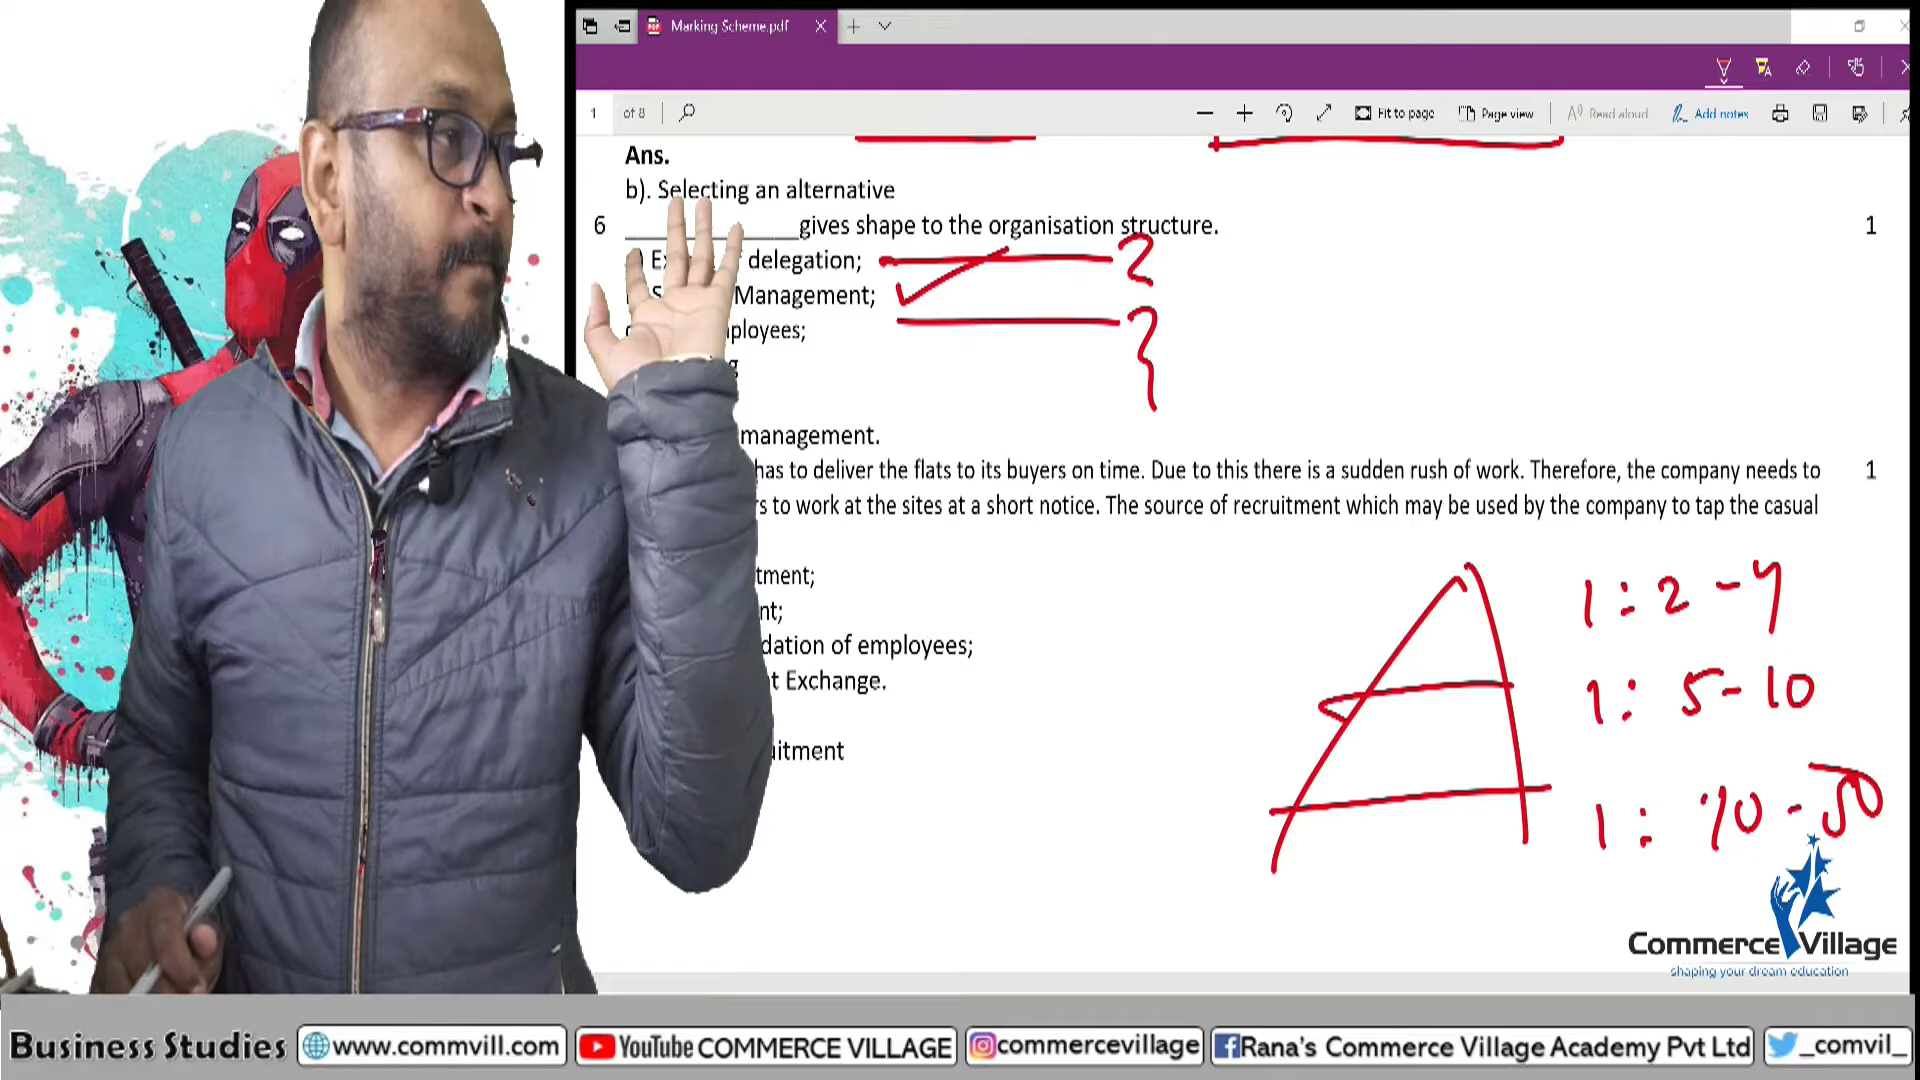 Marking Scheme.pdf
1 of 8
Fit to page
Page view
Read aloud
Add notes
Ans.
b). Selecting an alternative
6 gives shape to the organisation structure. 1
delegation; 2
Management;
employees;
management.
has to deliver the flats to its buyers on time. Due to this there is a sudden rush of work. Therefore, the company needs to 1
to work at the sites at a short notice. The source of recruitment which may be used by the company to tap the casual
1 : 2 - 4
of employees;
Exchange.
1 : 5 - 10
1 : 10 - 50
Commerce Village
shaping your dream education
Business Studies
www.commvill.com
YouTube COMMERCE VILLAGE
commercevillage
Rana's Commerce Village Academy Pvt Ltd
_comvil_